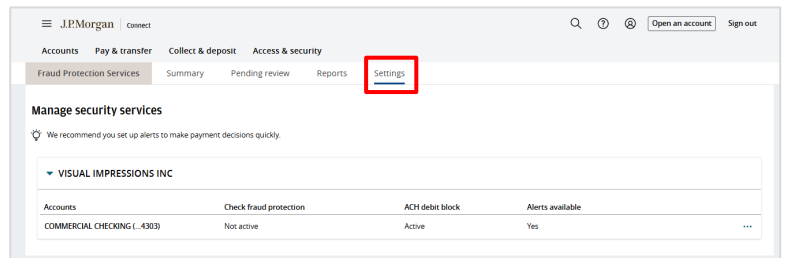 J.P.Morgan | Connect Open an account Sign out
Accounts Pay & transfer Collect & deposit Access & security
Fraud Protection Services Summary Pending review Reports Settings
Manage security services
We recommend you set up alerts to make payment decisions quickly.
VISUAL IMPRESSIONS INC
Accounts Check fraud protection ACH debit block Alerts available
COMMERCIAL CHECKING (...4303) Not active Active Yes ...